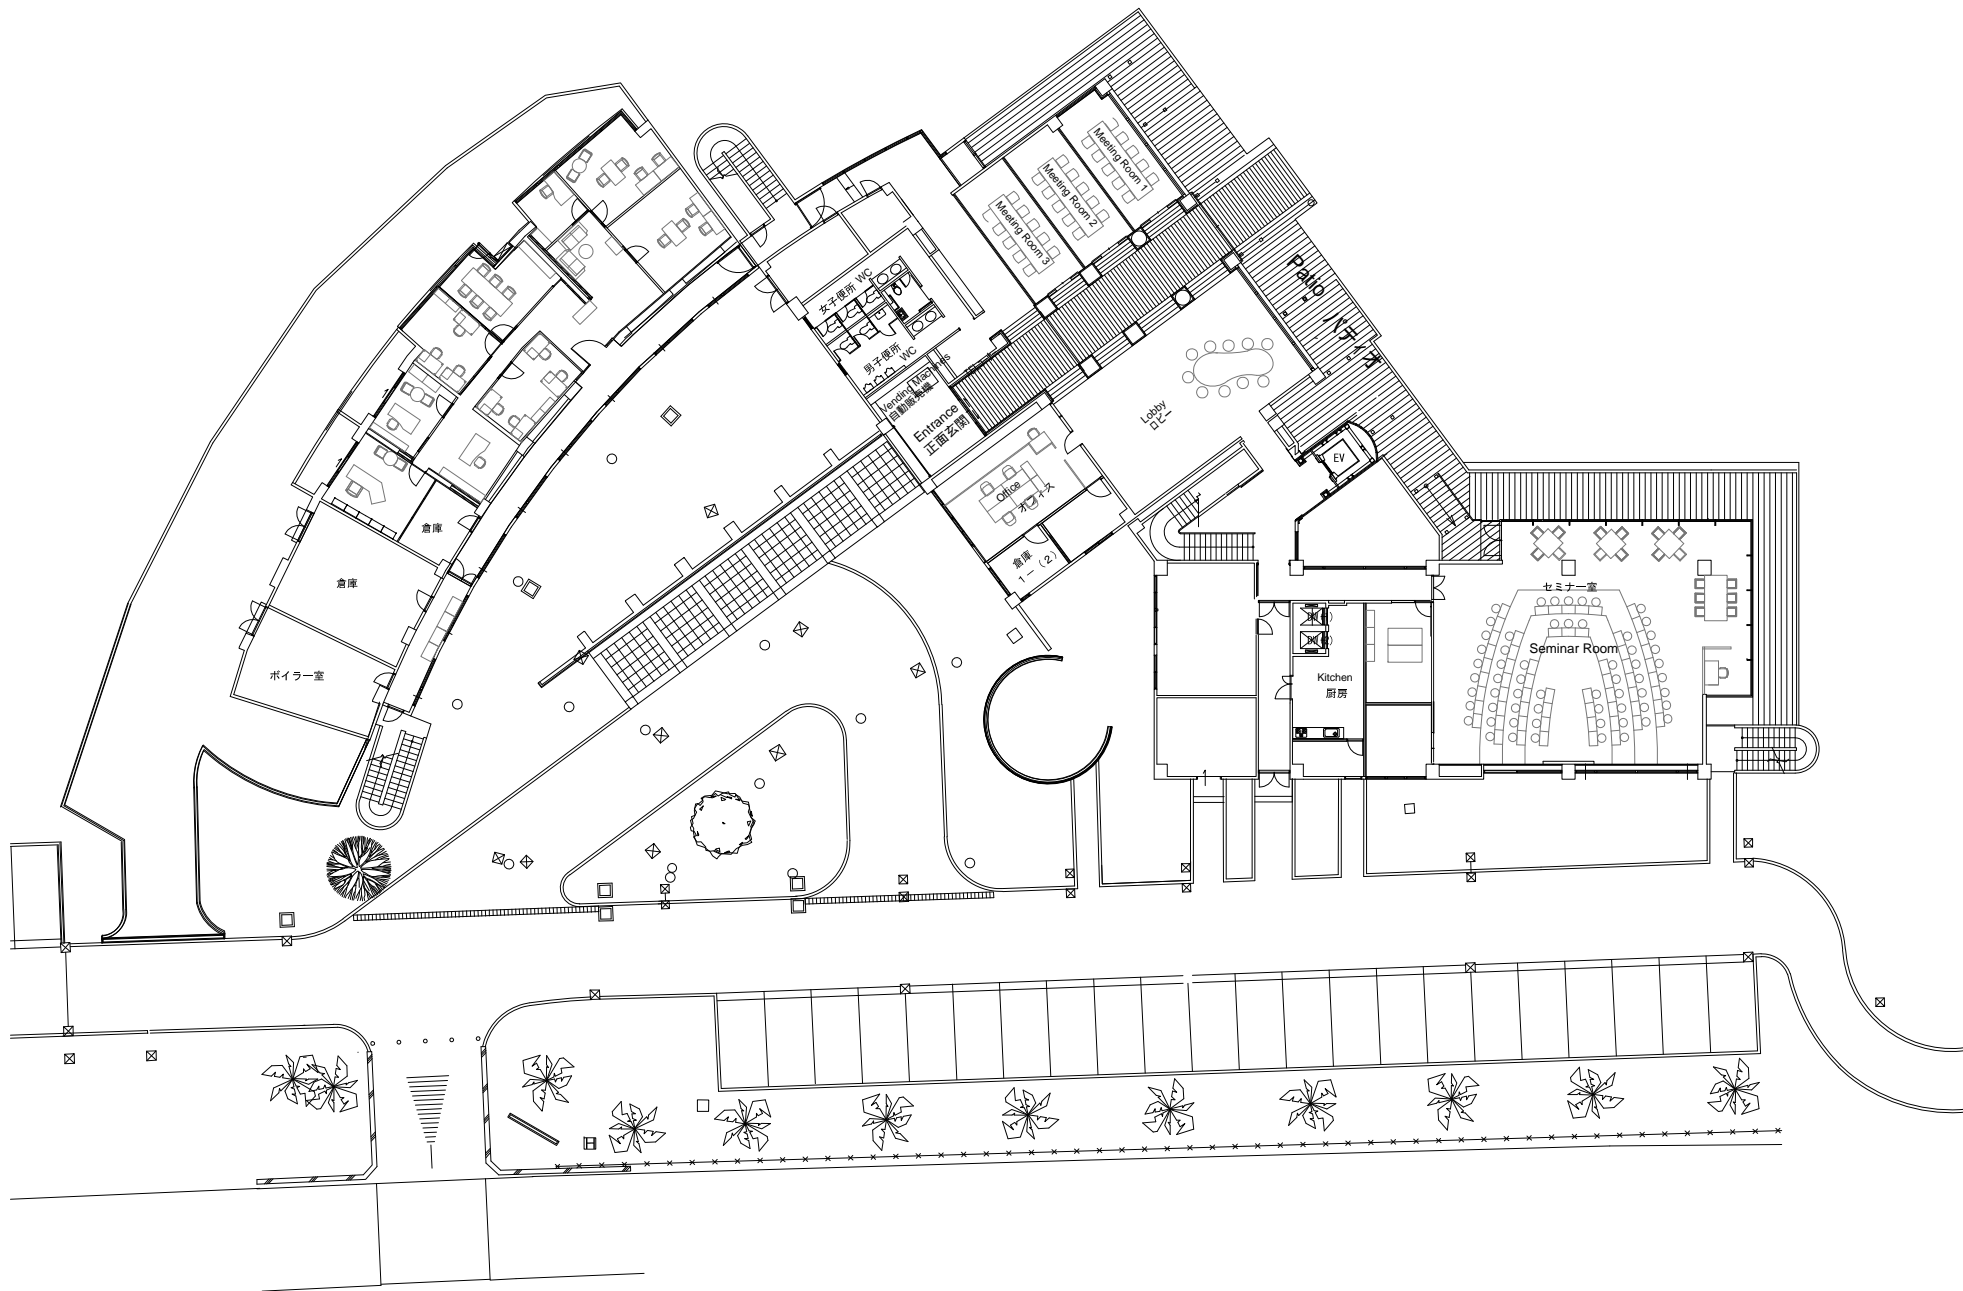 Meeting Room 1
Meeting Room 2
Meeting Room 3
Patio パティオ
女子便所 WC
男子便所
WC
Vending Machines
自動販売機
Entrance
正面玄関
Lobby
ロビー
EV
Office
オフィス
倉庫
1－（2）
倉庫
倉庫
ボイラー室
Kitchen
厨房
セミナー室
Seminar Room